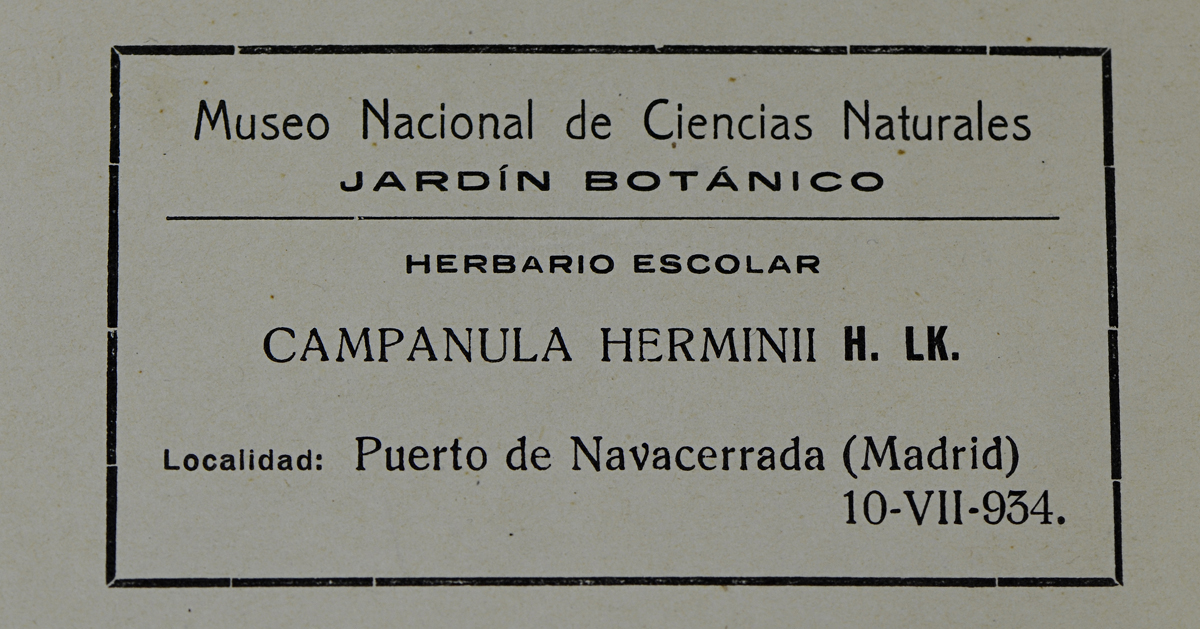 Museo Nacional de Ciencias Naturales
JARDÍN BOTÁNICO
HERBARIO ESCOLAR
CAMPANULA HERMINII H. LK.
Localidad: Puerto de Navacerrada (Madrid)
10-VII-934.